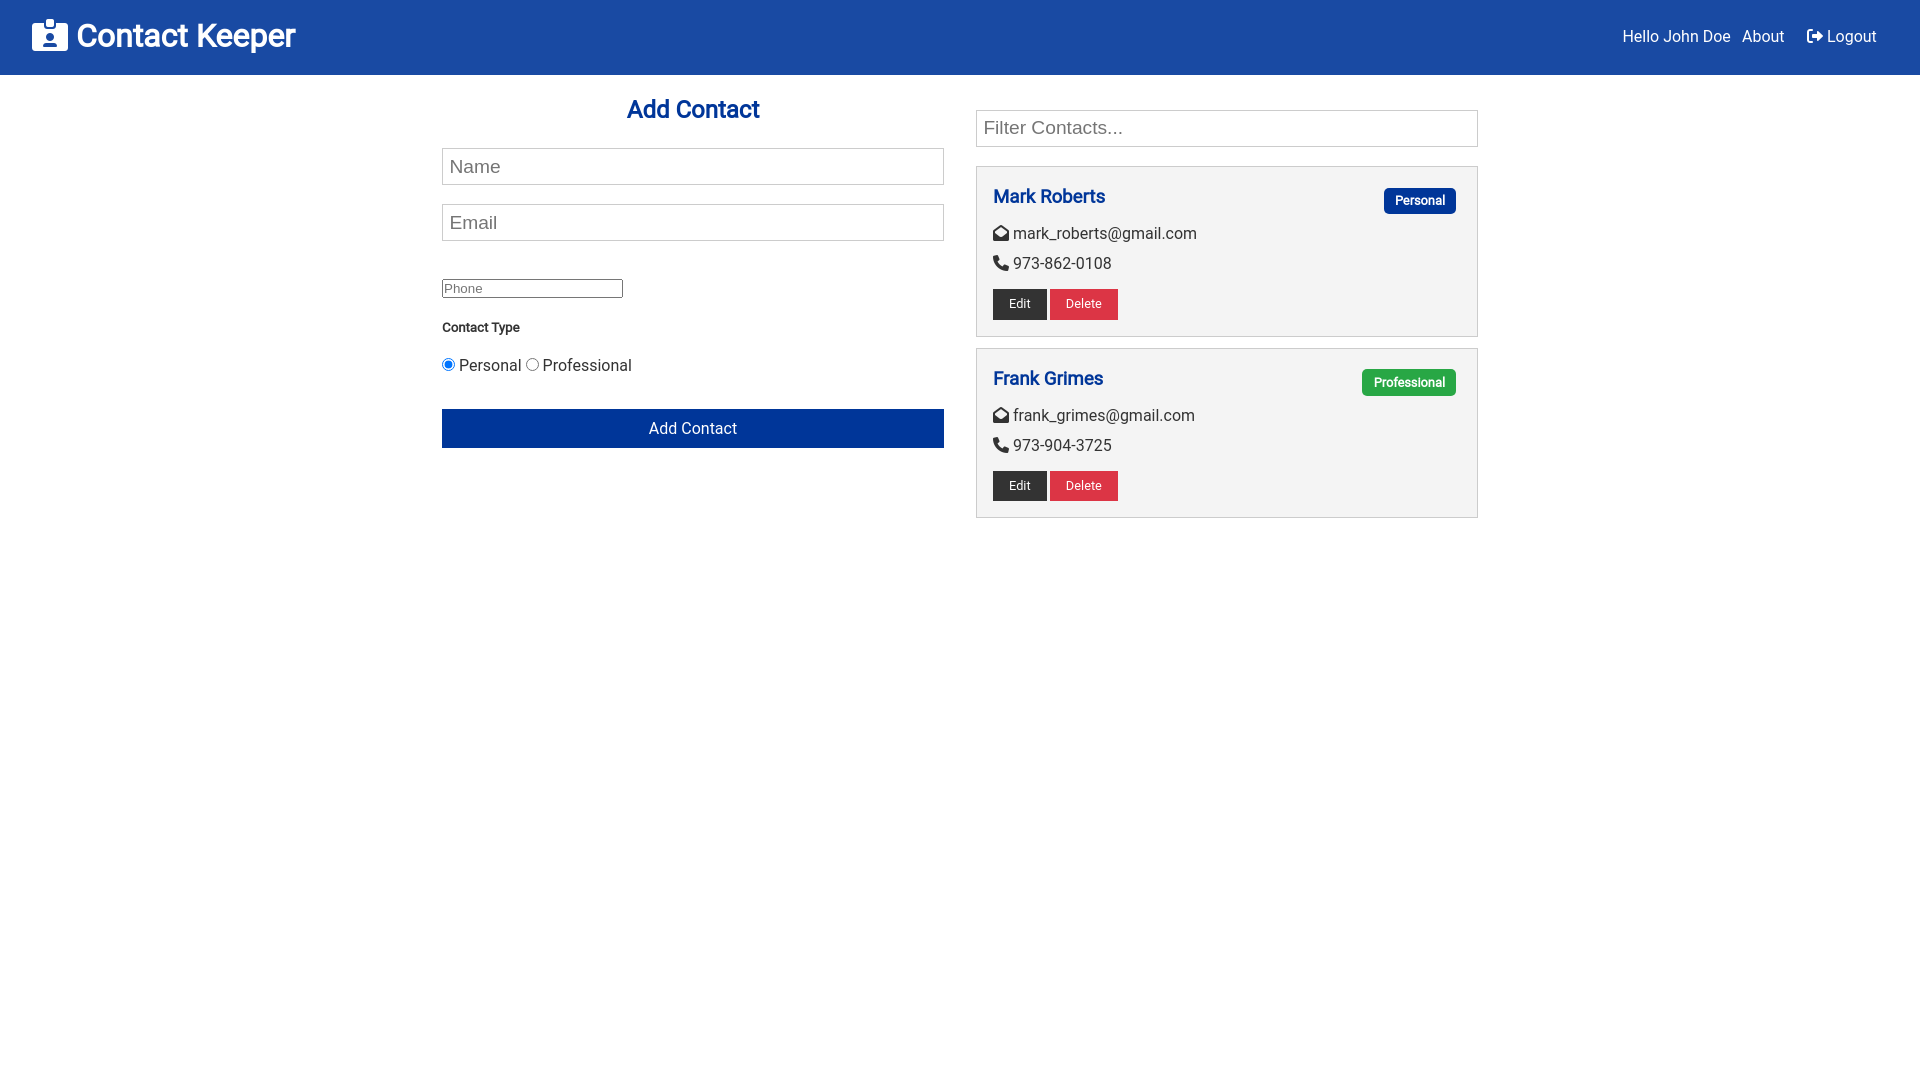 Contact Keeper
Hello John Doe About Logout
Add Contact
Name
Email
Phone
Contact Type
Personal Professional
Add Contact
Filter Contacts...
Mark Roberts
Personal
mark_roberts@gmail.com
973-862-0108
Edit Delete
Frank Grimes
Professional
frank_grimes@gmail.com
973-904-3725
Edit Delete